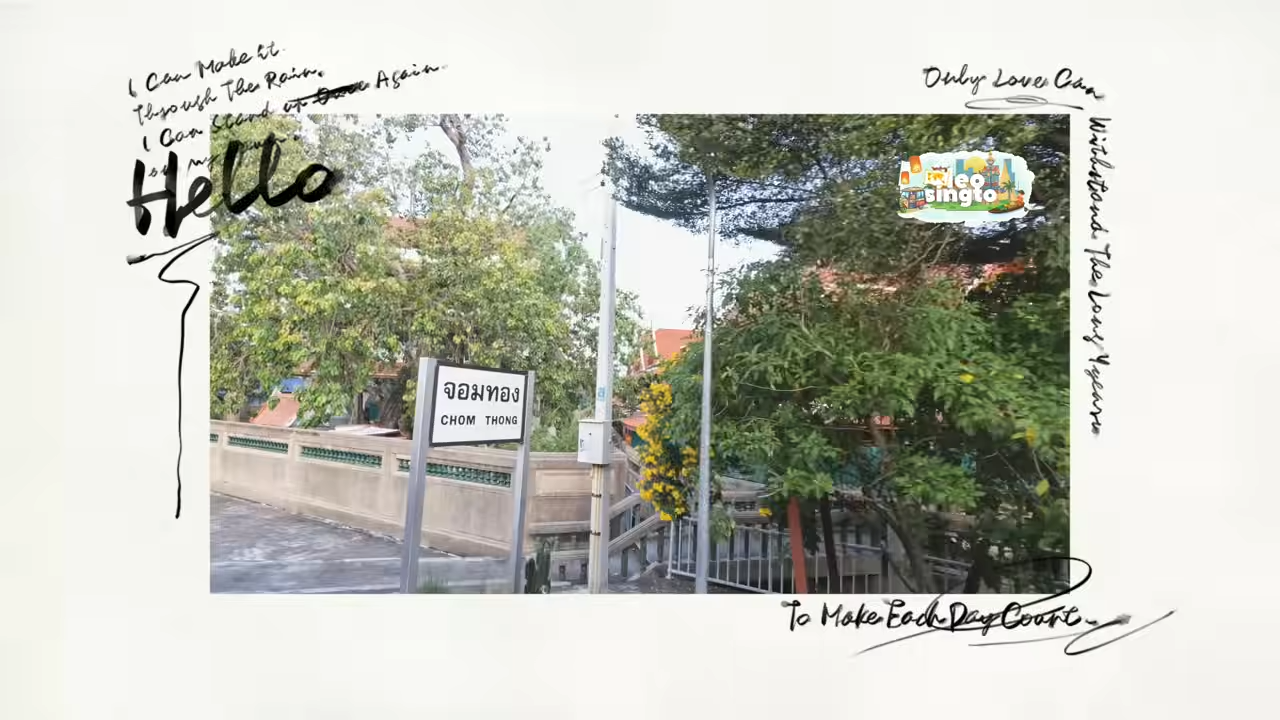 I Can Make it
Through The Rain,
I Can Stand up Once Again.
Hello
Only Love Can
Withstand The Long Years
leo
singto
จอมทอง
CHOM THONG
To Make Each Day Count.